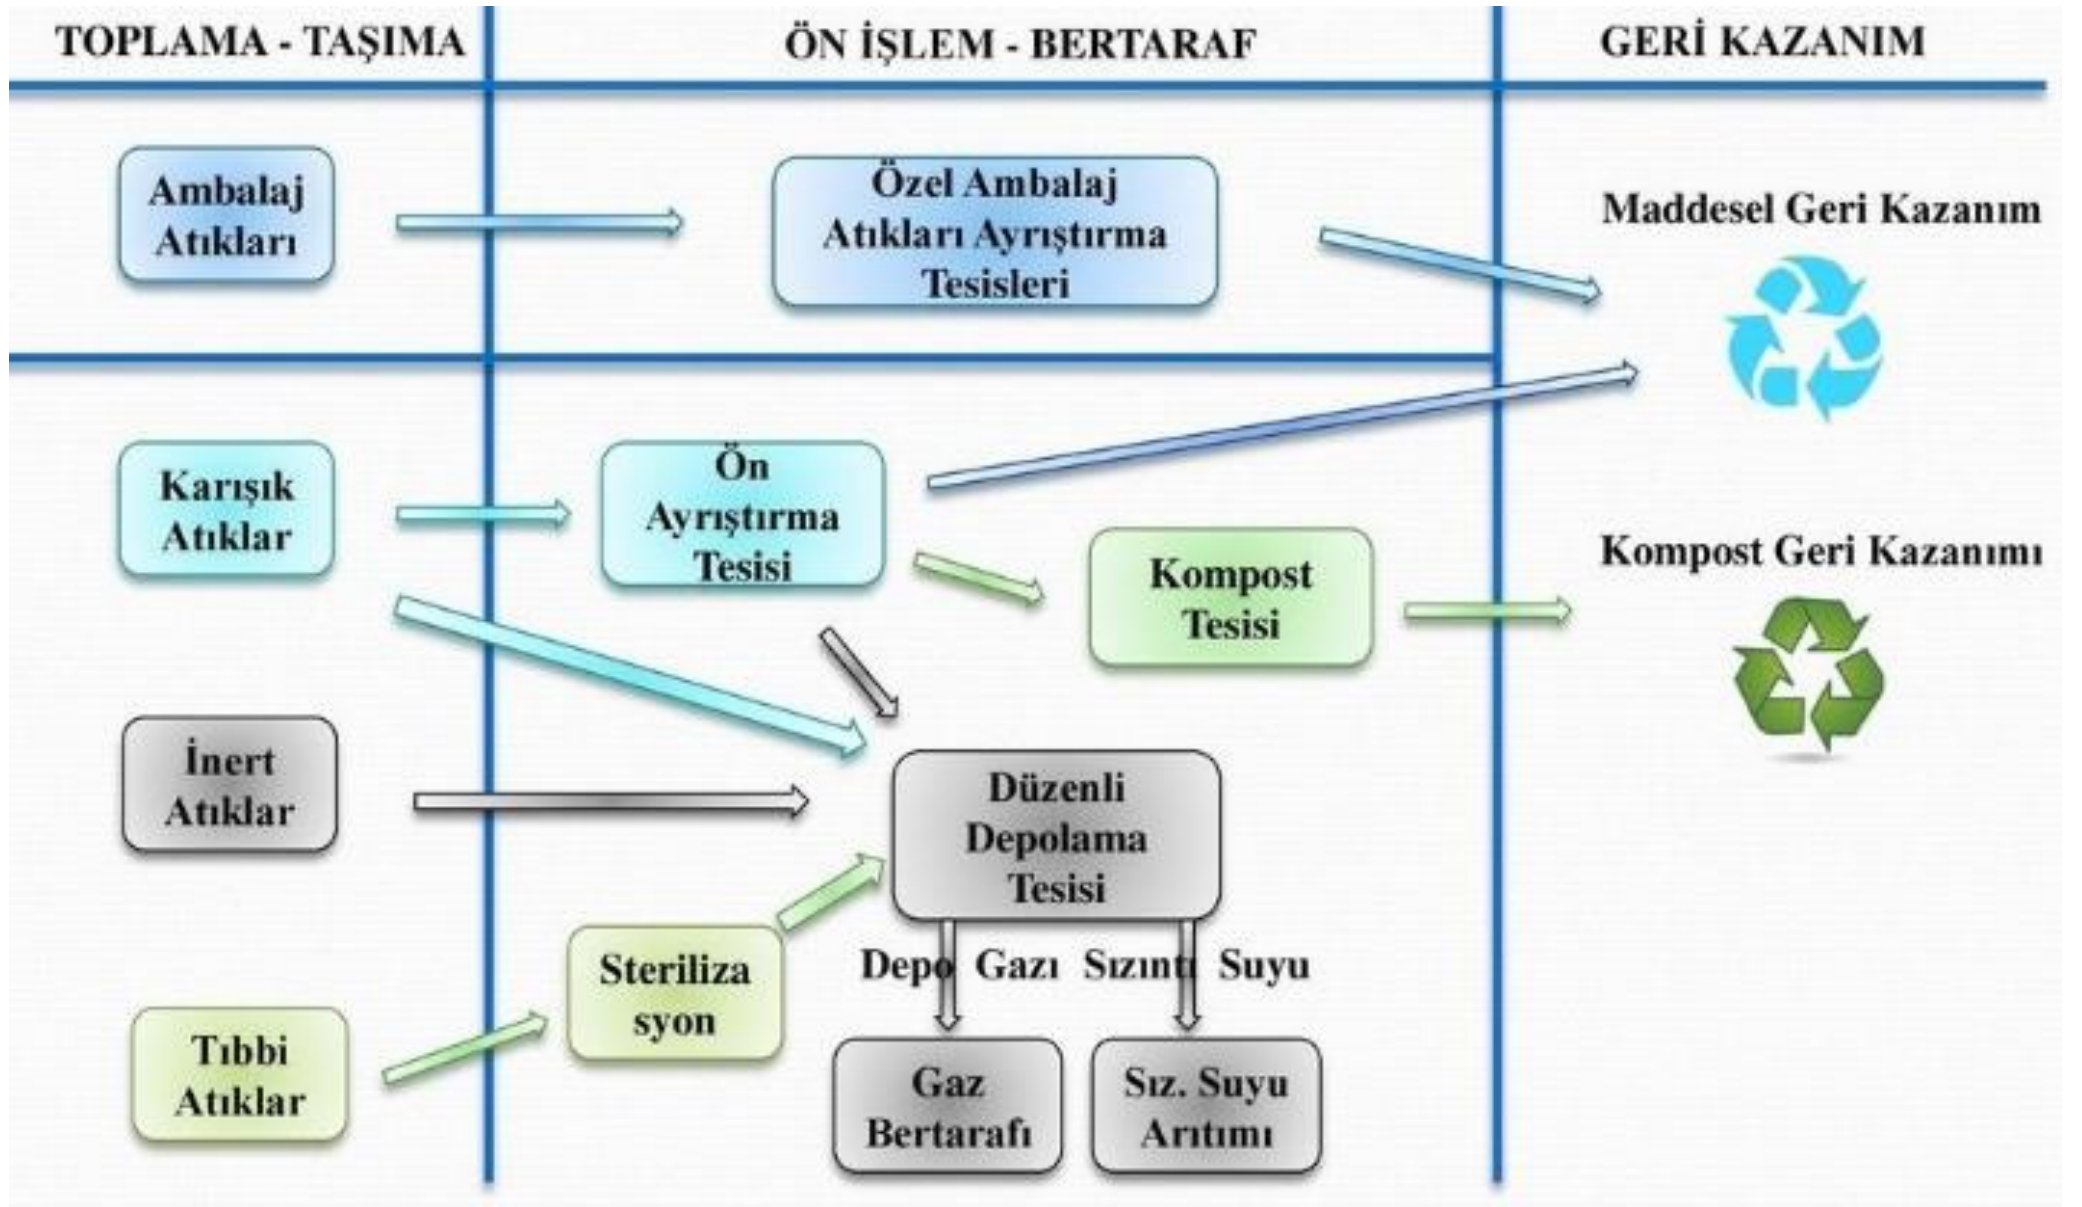 TOPLAMA - TAŞIMA
ÖN İŞLEM - BERTARAF
GERİ KAZANIM
Ambalaj
Atıkları
Özel Ambalaj
Atıkları Ayrıştırma
Tesisleri
Maddesel Geri Kazanım
Karışık
Atıklar
Ön
Ayrıştırma
Tesisi
Kompost
Tesisi
Kompost Geri Kazanımı
İnert
Atıklar
Düzenli
Depolama
Tesisi
Depo Gazı
Sızıntı Suyu
Steriliza
syon
Tıbbi
Atıklar
Gaz
Bertarafı
Sız. Suyu
Arıtımı